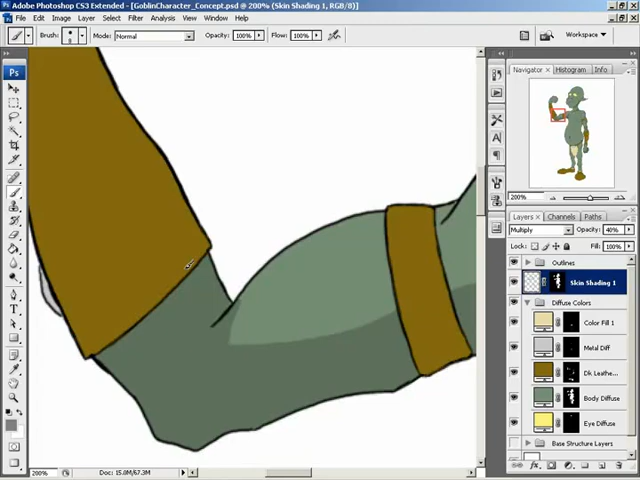 Adobe Photoshop CS3 Extended - [GoblinCharacter_Concept.psd @ 200% (Skin Shading 1, RGB/8)]
File Edit Image Layer Select Filter Analysis View Window Help
Brush: Mode: Normal Opacity: 100% Flow: 100% Workspace
Ps
Navigator Histogram Info
200%
Layers Channels Paths
Multiply Opacity: 40%
Lock: Fill: 100%
Outlines
Skin Shading 1
Diffuse Colors
Color Fill 1
Metal Diff
Dk Leathe...
Body Diffuse
Eye Diffuse
Base Structure Layers
200% Doc: 15.0M/67.3M